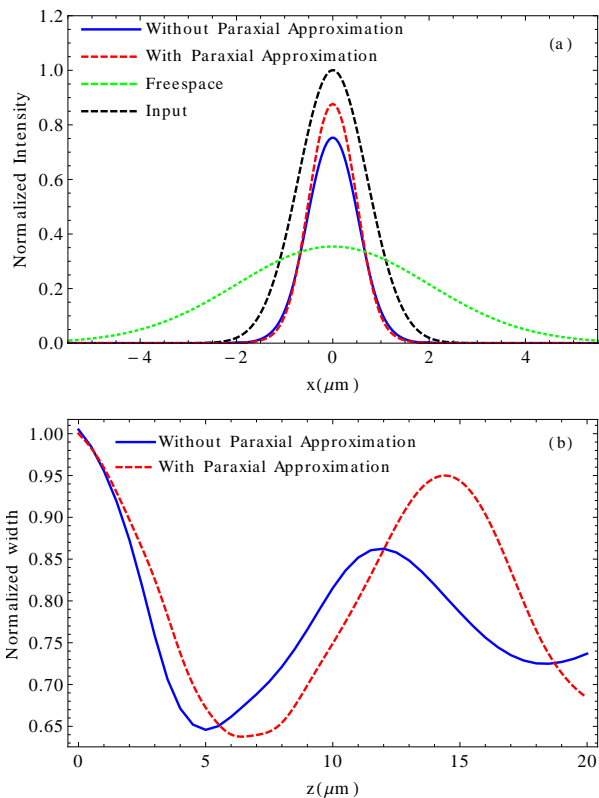 Without Paraxial Approximation
With Paraxial Approximation
Freespace
Input
(a)
1.2
1.0
0.8
0.6
0.4
0.2
0.0
Normalized Intensity
−4 −2 0 2 4
x(μm)
Without Paraxial Approximation
With Paraxial Approximation
(b)
1.00
0.95
0.90
0.85
0.80
0.75
0.70
0.65
Normalized width
0 5 10 15 20
z(μm)